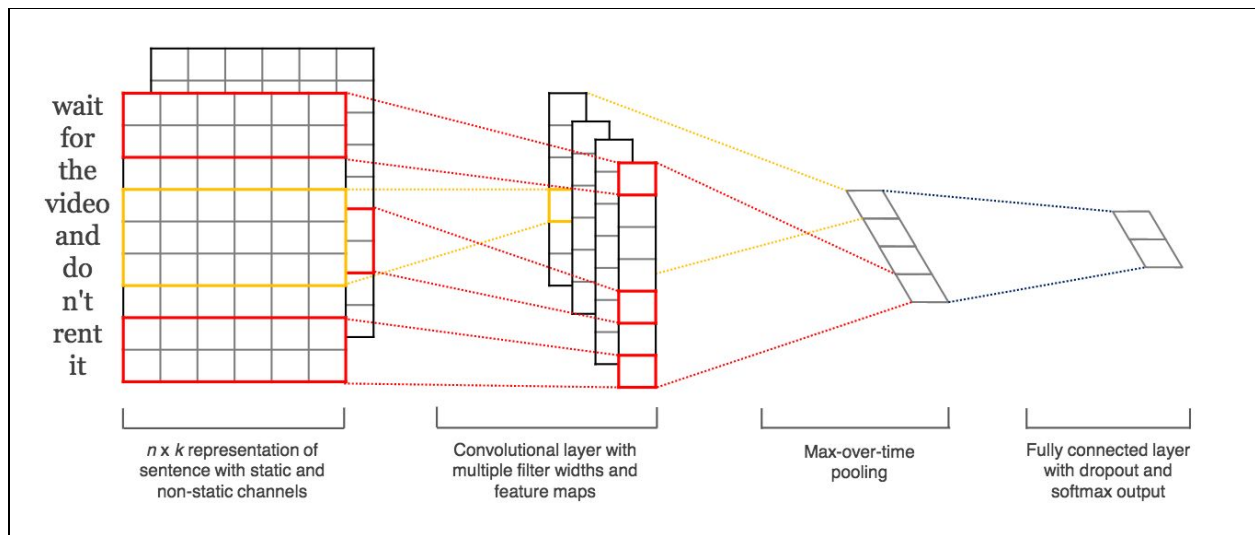 wait
for
the
video
and
do
n't
rent
it
n x k representation of
sentence with static and
non-static channels
Convolutional layer with
multiple filter widths and
feature maps
Max-over-time
pooling
Fully connected layer
with dropout and
softmax output